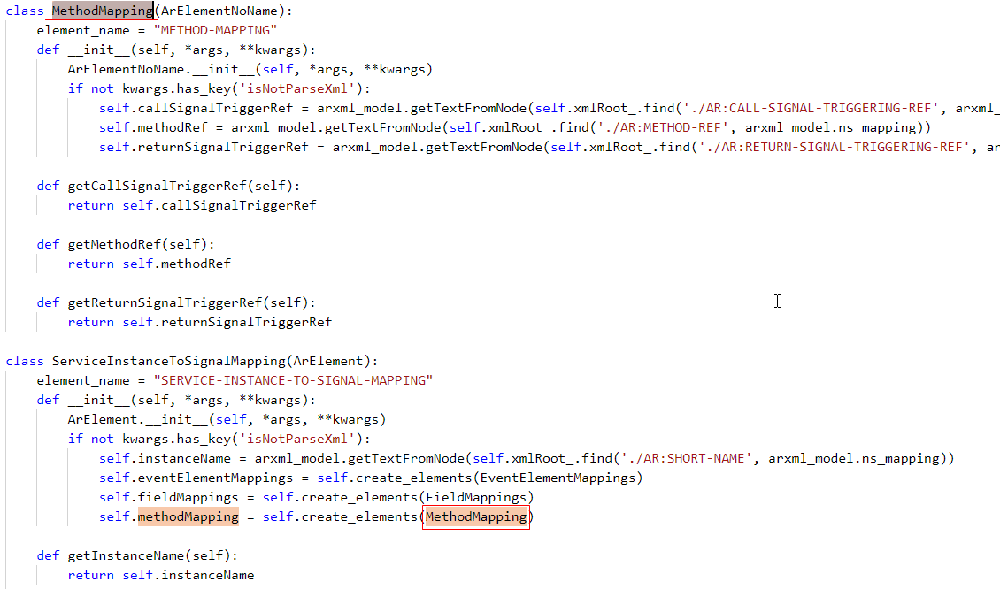 class MethodMapping(ArElementNoName):
    element_name = "METHOD-MAPPING"
    def __init__(self, *args, **kwargs):
        ArElementNoName.__init__(self, *args, **kwargs)
        if not kwargs.has_key('isNotParseXml'):
            self.callSignalTriggerRef = arxml_model.getTextFromNode(self.xmlRoot_.find('./AR:CALL-SIGNAL-TRIGGERING-REF', arxml_
            self.methodRef = arxml_model.getTextFromNode(self.xmlRoot_.find('./AR:METHOD-REF', arxml_model.ns_mapping))
            self.returnSignalTriggerRef = arxml_model.getTextFromNode(self.xmlRoot_.find('./AR:RETURN-SIGNAL-TRIGGERING-REF', ar
    def getCallSignalTriggerRef(self):
        return self.callSignalTriggerRef
    def getMethodRef(self):
        return self.methodRef
    def getReturnSignalTriggerRef(self):
        return self.returnSignalTriggerRef
class ServiceInstanceToSignalMapping(ArElement):
    element_name = "SERVICE-INSTANCE-TO-SIGNAL-MAPPING"
    def __init__(self, *args, **kwargs):
        ArElement.__init__(self, *args, **kwargs)
        if not kwargs.has_key('isNotParseXml'):
            self.instanceName = arxml_model.getTextFromNode(self.xmlRoot_.find('./AR:SHORT-NAME', arxml_model.ns_mapping))
            self.eventElementMappings = self.create_elements(EventElementMappings)
            self.fieldMappings = self.create_elements(FieldMappings)
            self.methodMapping = self.create_elements(MethodMapping)
    def getInstanceName(self):
        return self.instanceName